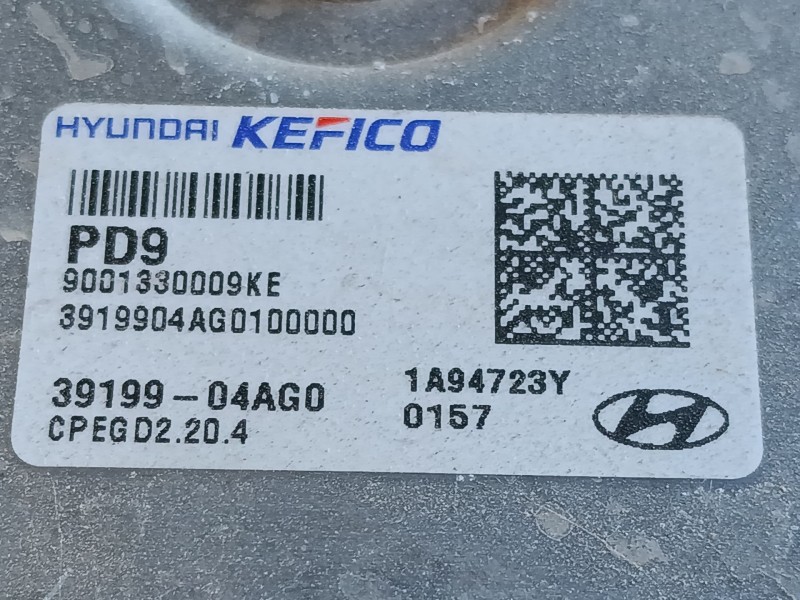 HYUNDAI KEFICO
PD9
9001330009KE
3919904AG0100000
39199-04AG0
1A94723Y
CPEGD2.20.4
0157